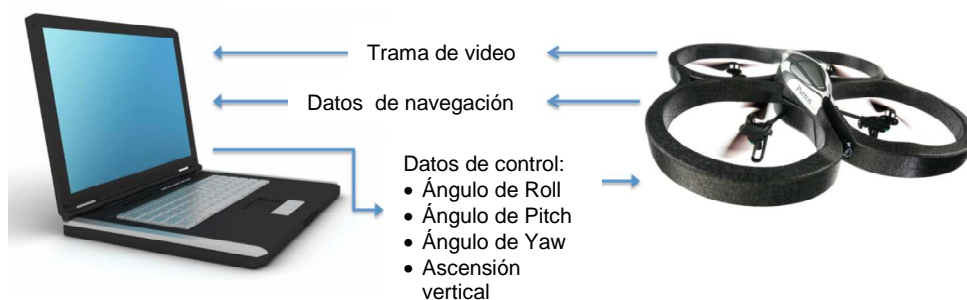 Trama de video
Datos de navegación
Parrot
Datos de control:
• Ángulo de Roll
• Ángulo de Pitch
• Ángulo de Yaw
• Ascensión
vertical